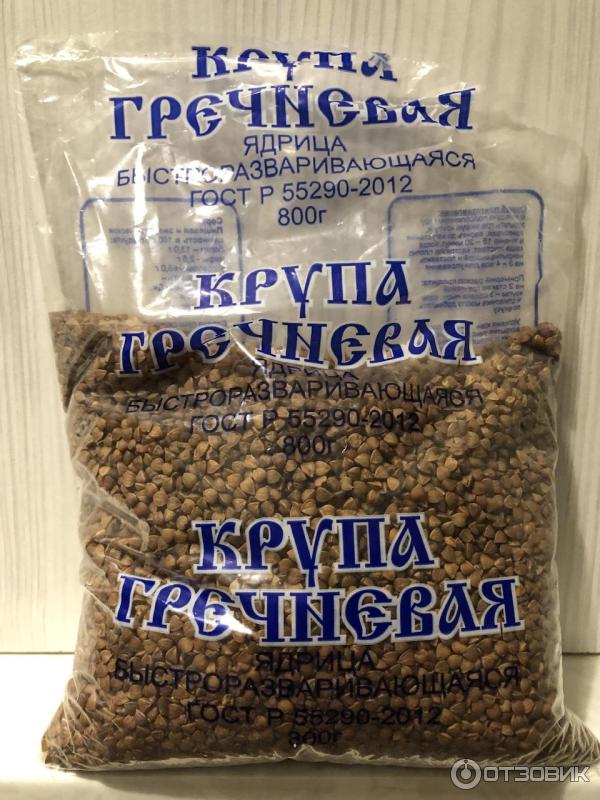 КРУПА
ГРЕЧНЕВАЯ
ЯДРИЦА
БЫСТРОРАЗВАРИВАЮЩАЯСЯ
ГОСТ Р 55290-2012
800г
КРУПА
ГРЕЧНЕВАЯ
ЯДРИЦА
БЫСТРОРАЗВАРИВАЮЩАЯСЯ
ГОСТ Р 55290-2012
800г
КРУПА
ГРЕЧНЕВАЯ
ЯДРИЦА
БЫСТРОРАЗВАРИВАЮЩАЯСЯ
ГОСТ Р 55290-2012
800г
ОТЗОВИК